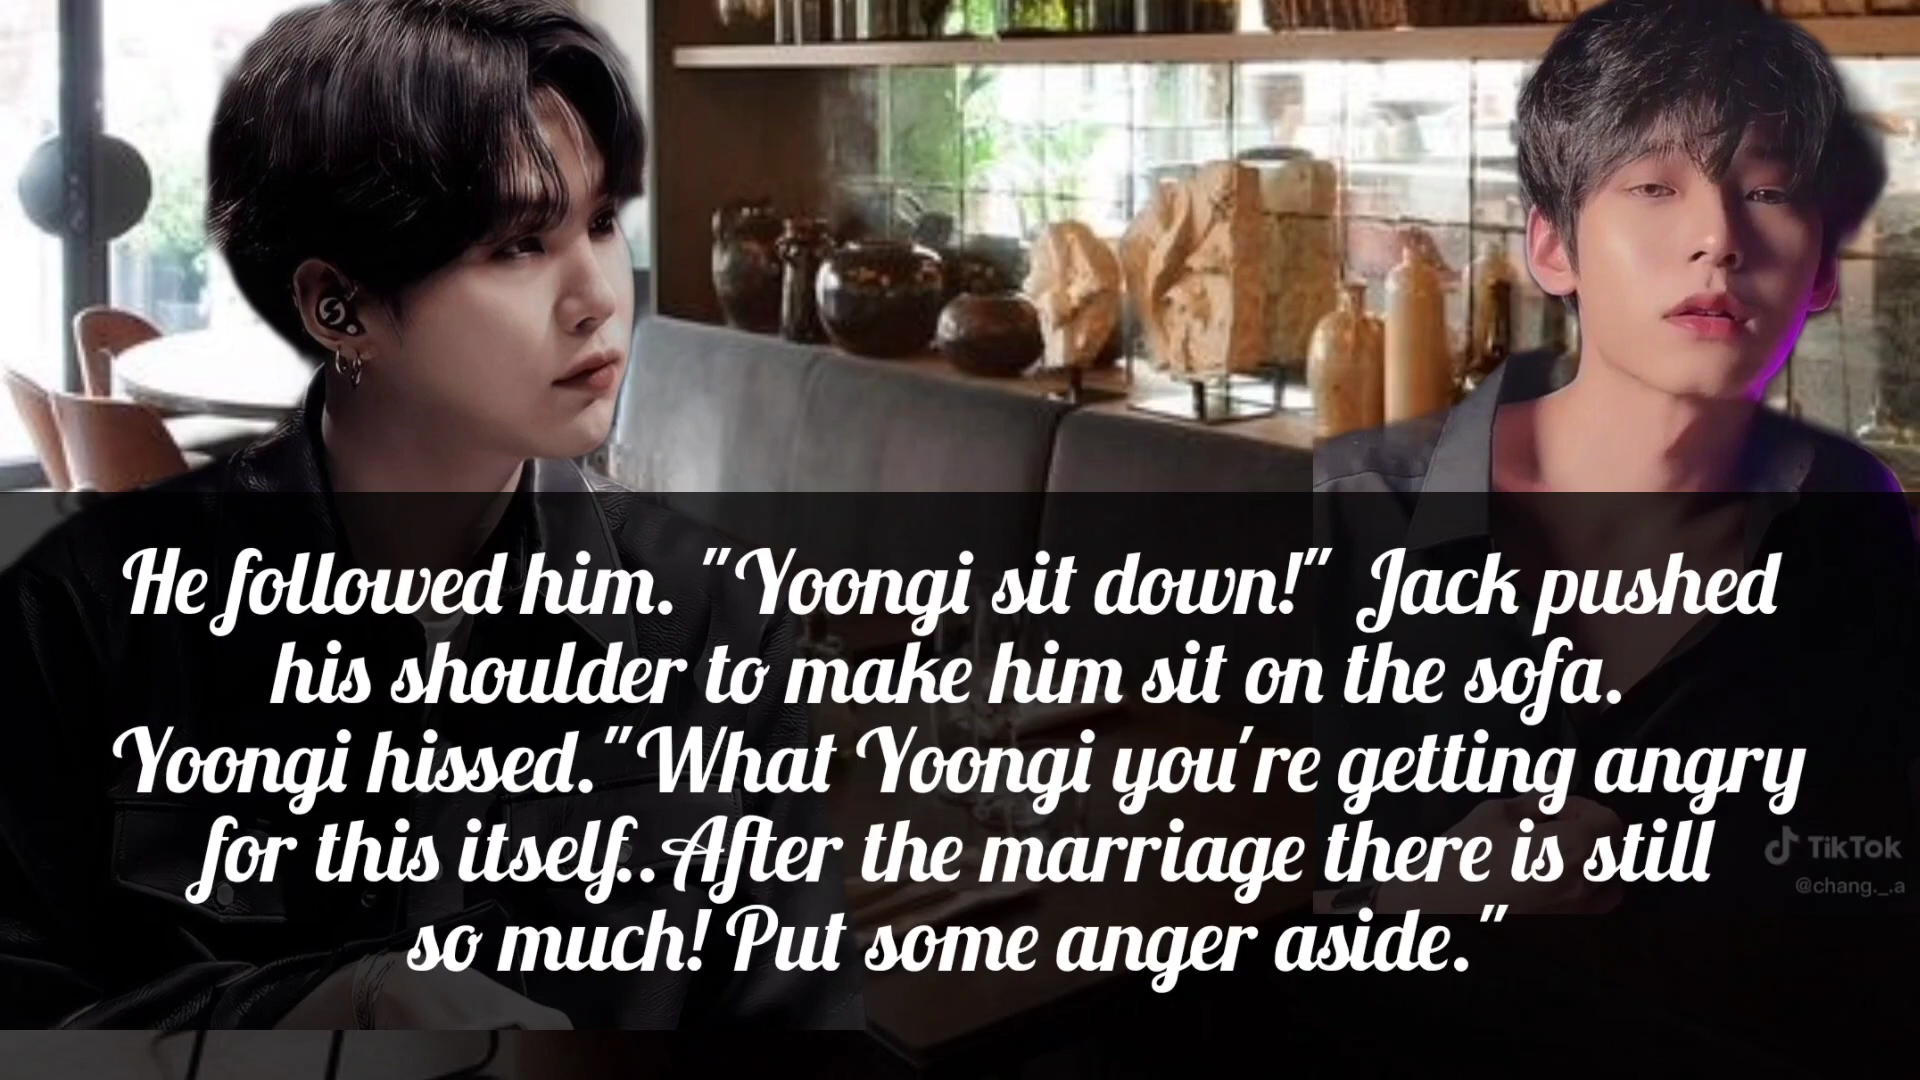 He followed him. "Yoongi sit down!" Jack pushed
his shoulder to make him sit on the sofa.
Yoongi hissed."What Yoongi you're getting angry
for this itself..After the marriage there is still
so much! Put some anger aside."
TikTok
@chang._.a